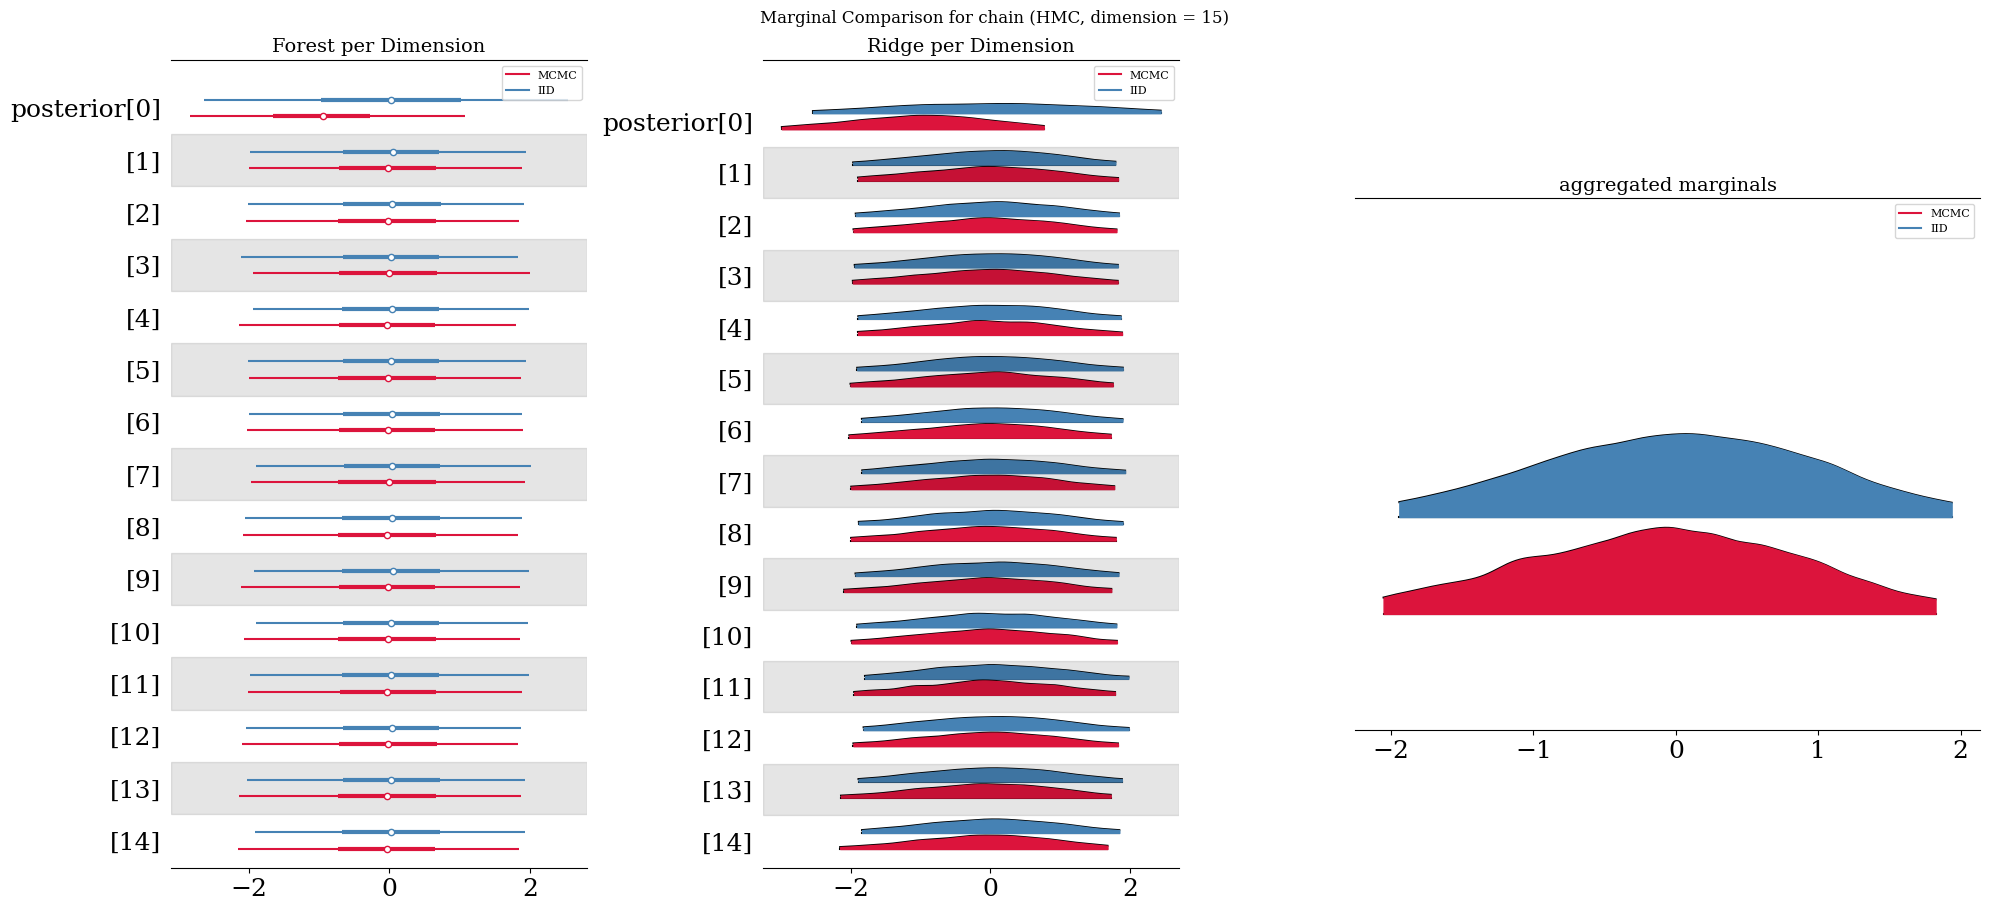 Marginal Comparison for chain (HMC, dimension = 15)
Forest per Dimension
MCMC
IID
posterior[0]
[1]
[2]
[3]
[4]
[5]
[6]
[7]
[8]
[9]
[10]
[11]
[12]
[13]
[14]
−2 0 2
Ridge per Dimension
MCMC
IID
posterior[0]
[1]
[2]
[3]
[4]
[5]
[6]
[7]
[8]
[9]
[10]
[11]
[12]
[13]
[14]
−2 0 2
aggregated marginals
MCMC
IID
−2 −1 0 1 2